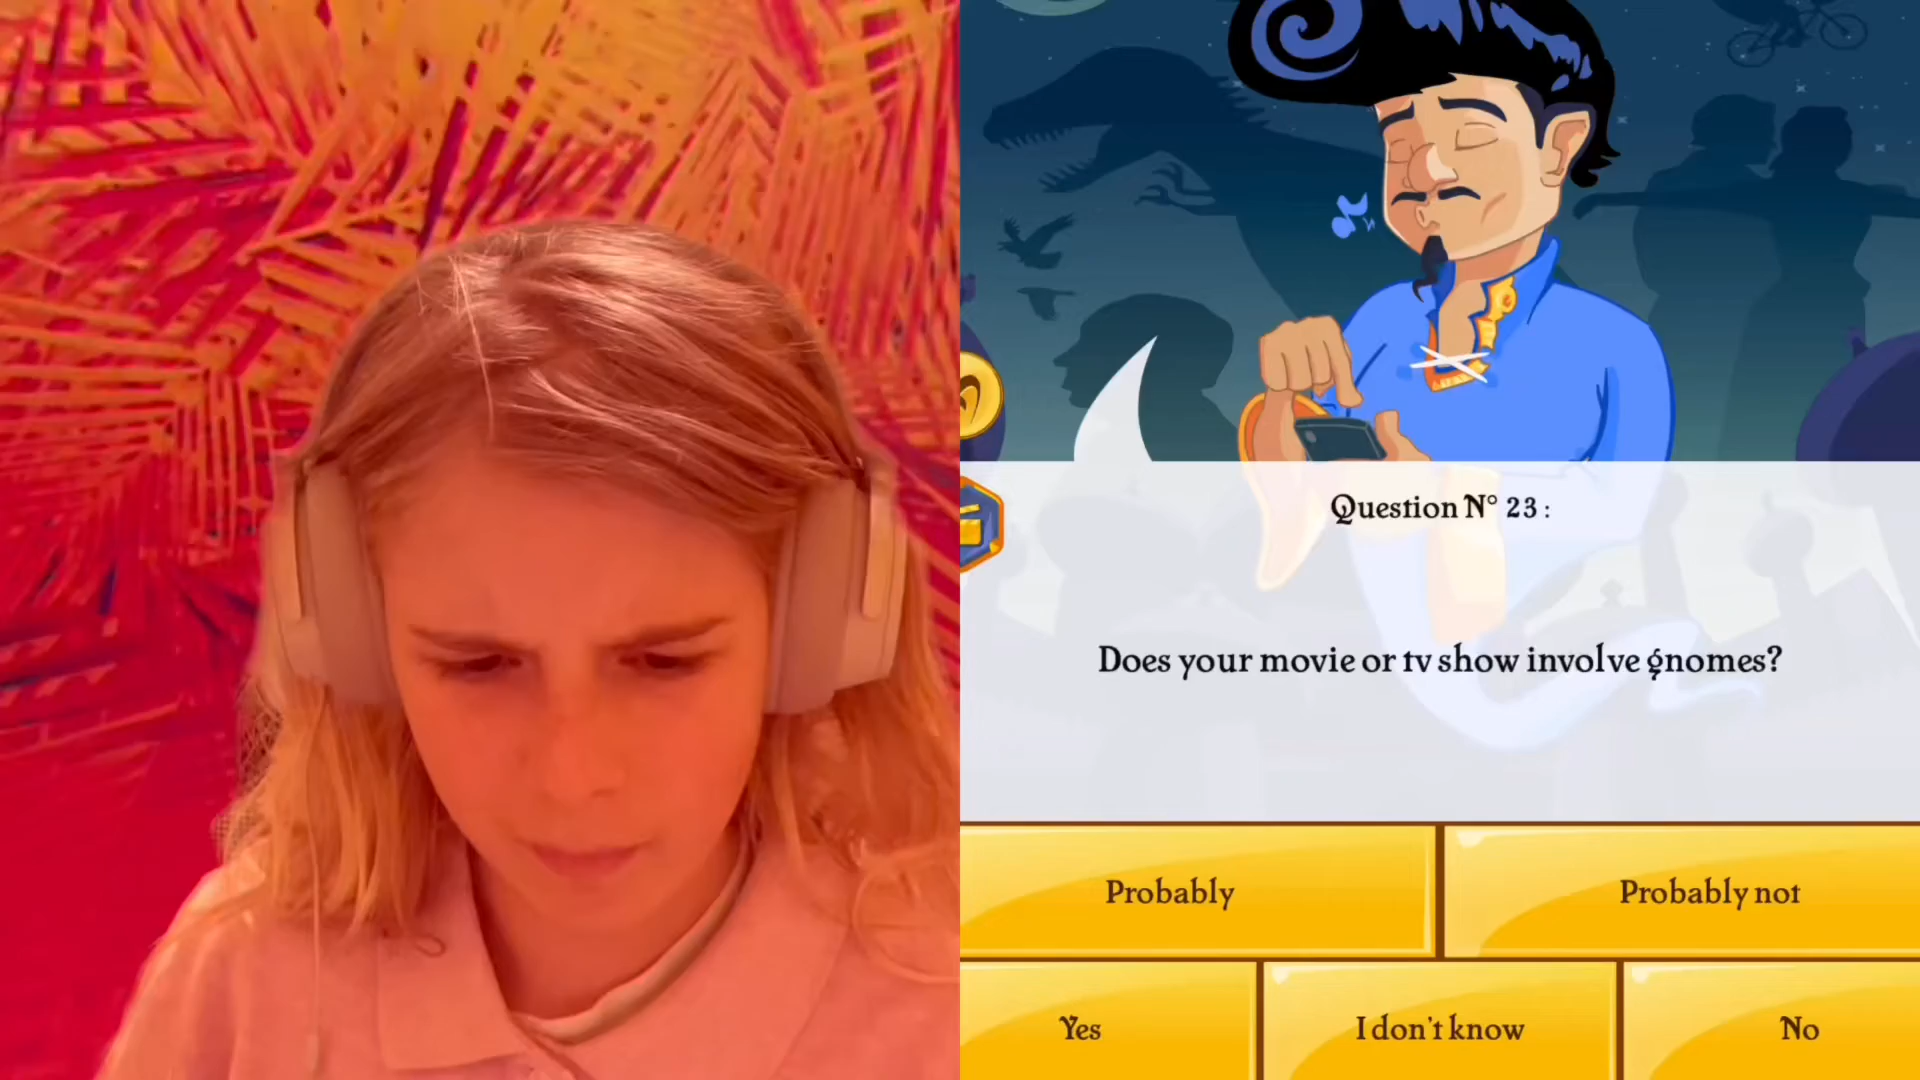 Question N° 23 :
Does your movie or tv show involve gnomes?
Probably
Probably not
Yes
I don't know
No